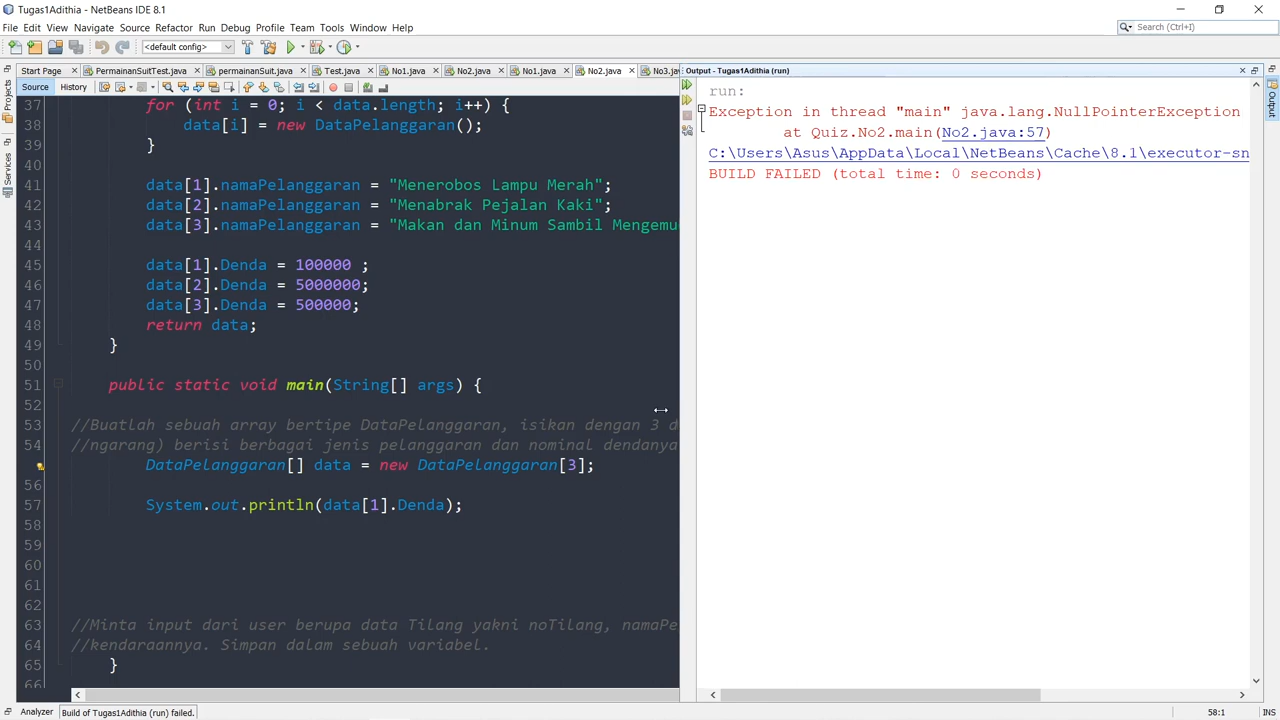 Tugas1Adithia - NetBeans IDE 8.1
File Edit View Navigate Source Refactor Run Debug Profile Team Tools Window Help
Search (Ctrl+I)
<default config>
Start Page PermainanSuitTest.java permainanSuit.java Test.java No1.java No2.java No1.java No2.java No3.jav
Output - Tugas1Adithia (run)
Source History
37 for (int i = 0; i < data.length; i++) {
38 data[i] = new DataPelanggaran();
39 }
40
41 data[1].namaPelanggaran = "Menerobos Lampu Merah";
42 data[2].namaPelanggaran = "Menabrak Pejalan Kaki";
43 data[3].namaPelanggaran = "Makan dan Minum Sambil Mengemu
44
45 data[1].Denda = 100000 ;
46 data[2].Denda = 5000000;
47 data[3].Denda = 500000;
48 return data;
49 }
50
51 public static void main(String[] args) {
52
53 //Buatlah sebuah array bertipe DataPelanggaran, isikan dengan 3 d
54 //ngarang) berisi berbagai jenis pelanggaran dan nominal dendanya
DataPelanggaran[] data = new DataPelanggaran[3];
56
57 System.out.println(data[1].Denda);
58
59
60
61
62
63 //Minta input dari user berupa data Tilang yakni noTilang, namaPe
64 //kendaraannya. Simpan dalam sebuah variabel.
65 }
66
run:
Exception in thread "main" java.lang.NullPointerException
at Quiz.No2.main(No2.java:57)
C:\Users\Asus\AppData\Local\NetBeans\Cache\8.1\executor-sn
BUILD FAILED (total time: 0 seconds)
Projects
Services
Output
Analyzer Build of Tugas1Adithia (run) failed.
58:1 INS